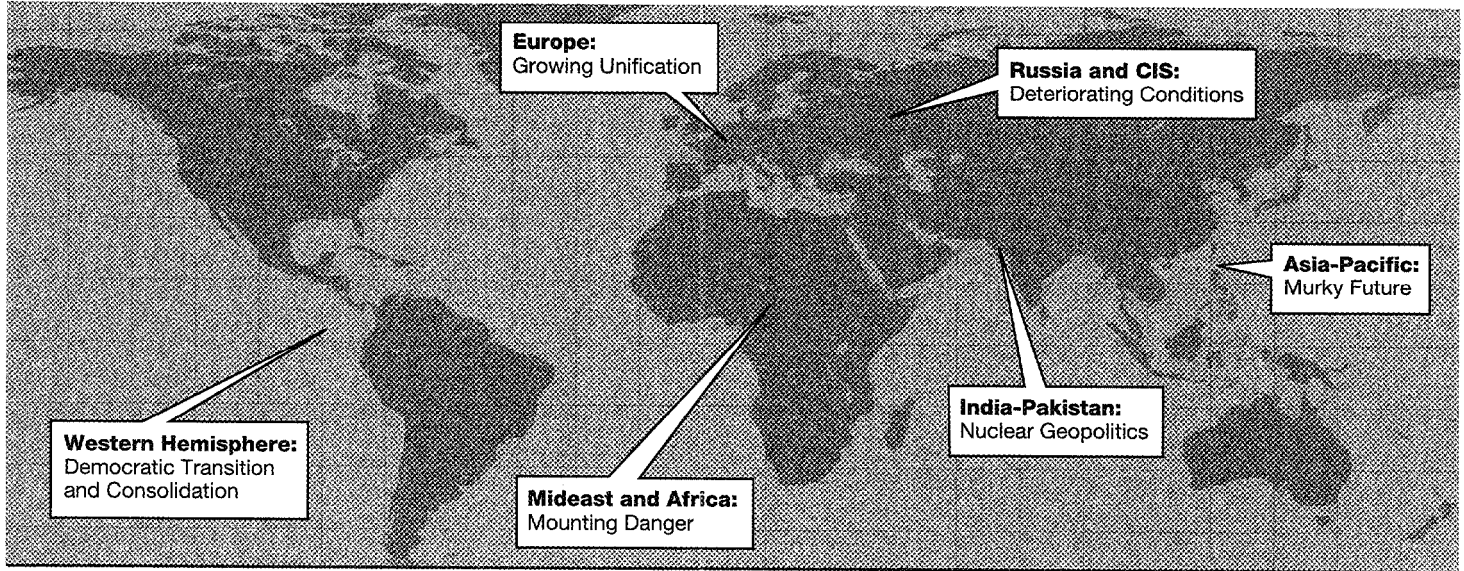 Europe:
Growing Unification
Russia and CIS:
Deteriorating Conditions
Asia-Pacific:
Murky Future
India-Pakistan:
Nuclear Geopolitics
Western Hemisphere:
Democratic Transition
and Consolidation
Mideast and Africa:
Mounting Danger